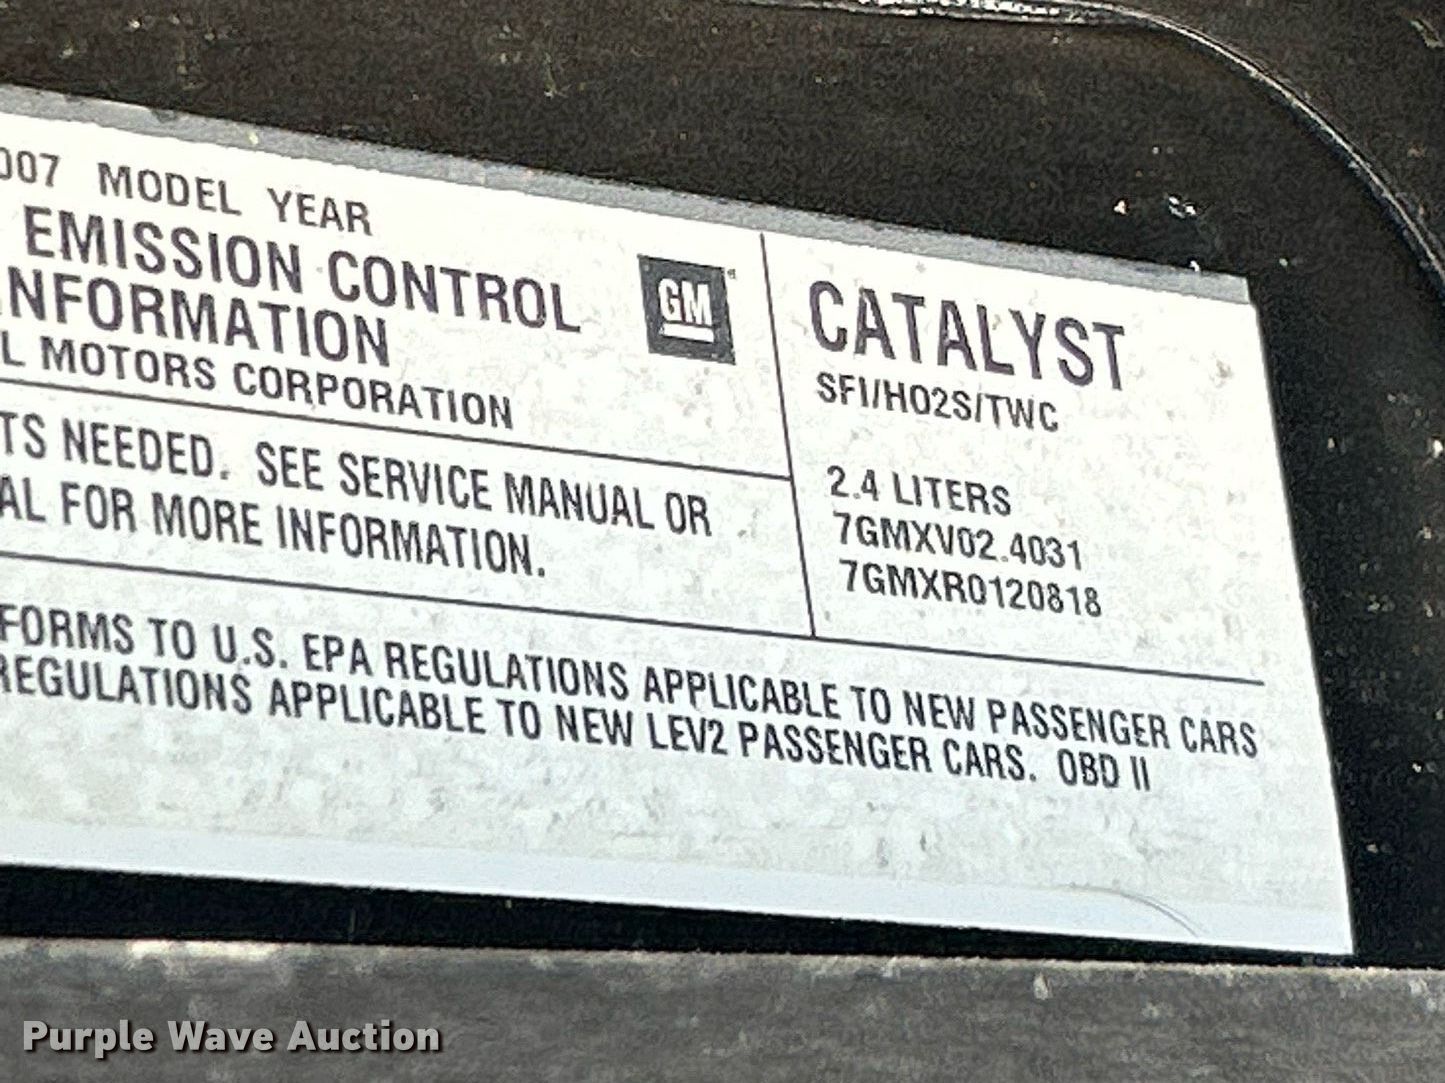 007 MODEL YEAR
EMISSION CONTROL
NFORMATION
L MOTORS CORPORATION
GM
TS NEEDED. SEE SERVICE MANUAL OR
AL FOR MORE INFORMATION.
CATALYST
SFI/HO2S/TWC
2.4 LITERS
7GMXV02.4031
7GMXR0120818
FORMS TO U.S. EPA REGULATIONS APPLICABLE TO NEW PASSENGER CARS
REGULATIONS APPLICABLE TO NEW LEV2 PASSENGER CARS. OBD II
Purple Wave Auction